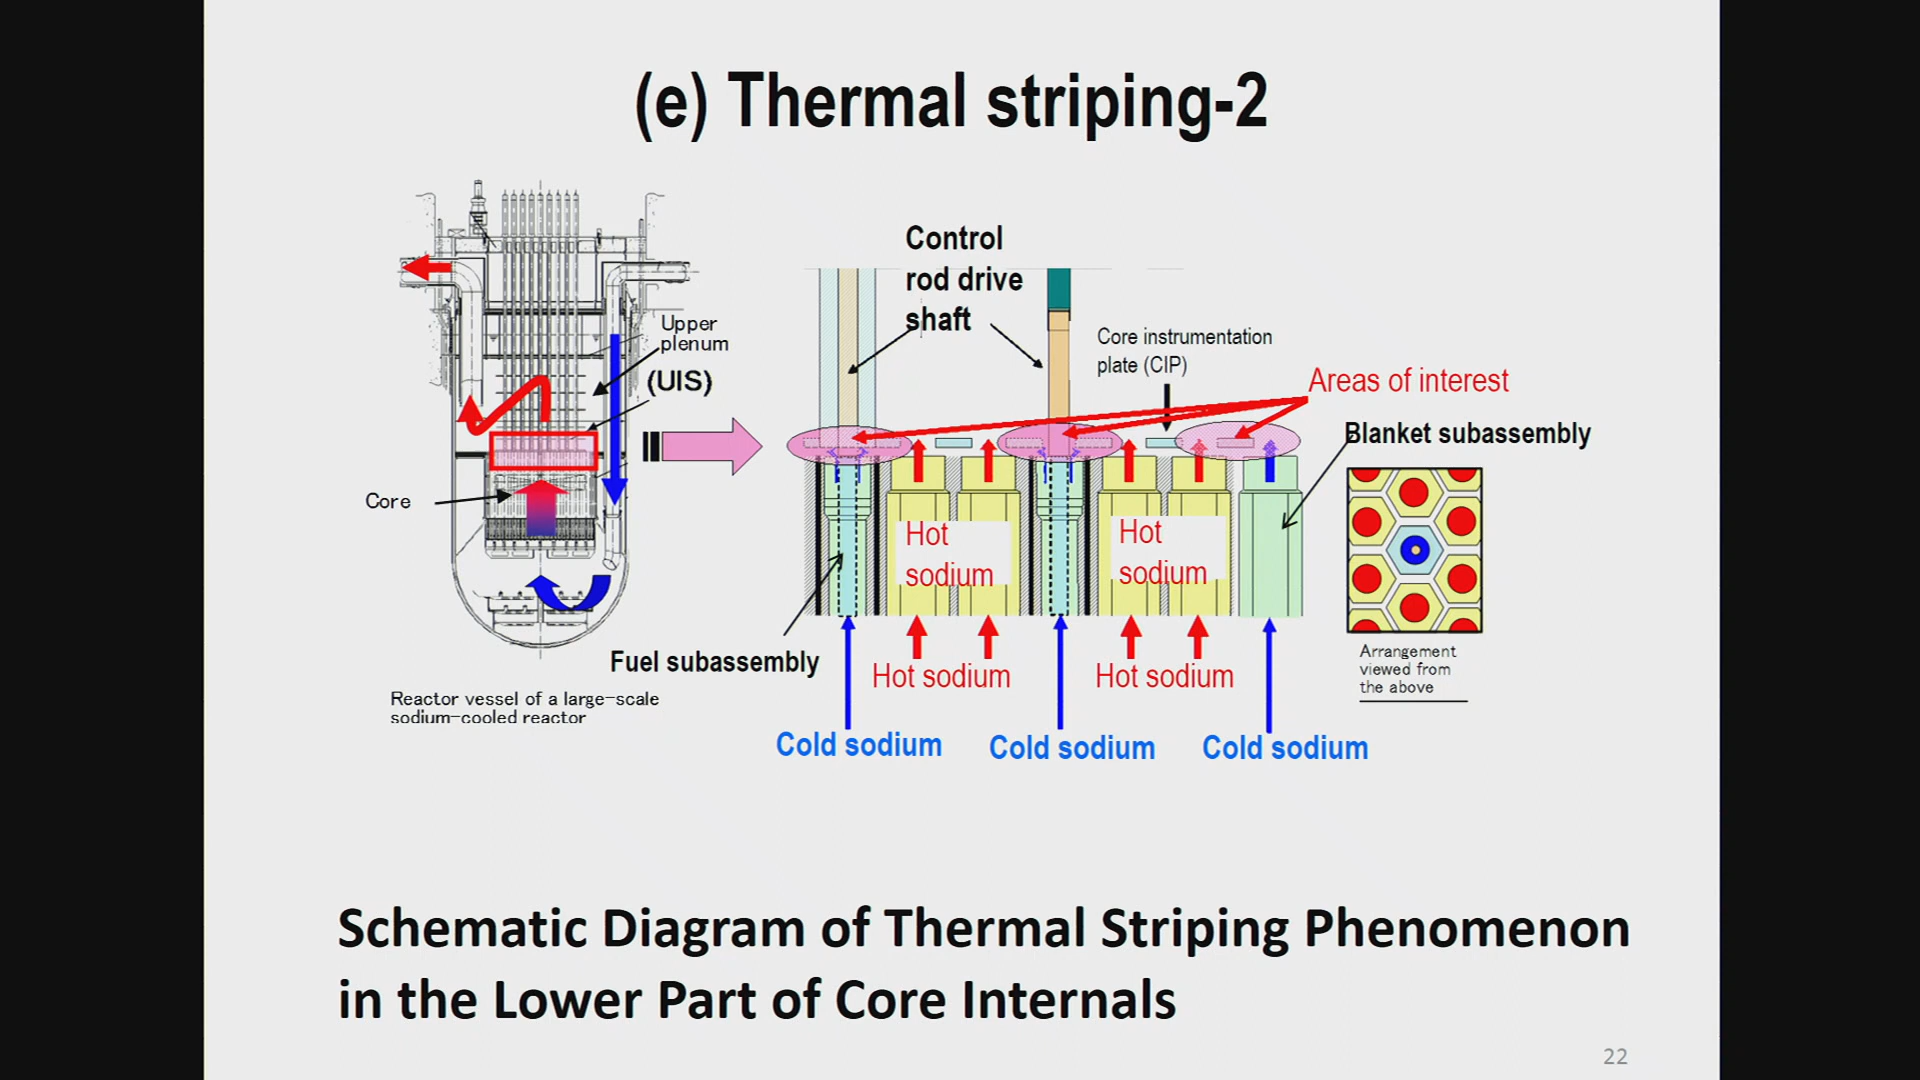 (e) Thermal striping-2
Control
rod drive
shaft
Upper
plenum
(UIS)
Core instrumentation
plate (CIP)
Areas of interest
Blanket subassembly
Core
Hot
sodium
Hot
sodium
Fuel subassembly
Hot sodium
Hot sodium
Arrangement
viewed from
the above
Reactor vessel of a large-scale
sodium-cooled reactor
Cold sodium
Cold sodium
Cold sodium
Schematic Diagram of Thermal Striping Phenomenon
in the Lower Part of Core Internals
22